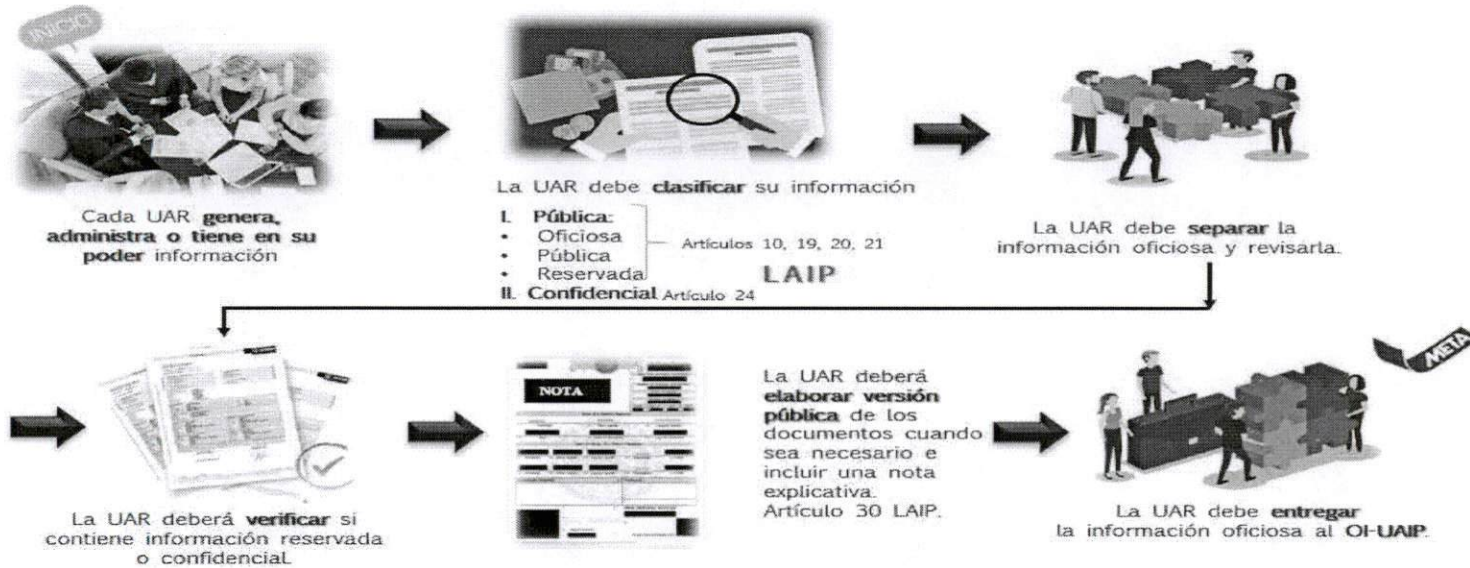 INICIO
Cada UAR genera,
administra o tiene en su
poder información
La UAR debe clasificar su información
I. Pública:
• Oficiosa
• Pública
• Reservada
Artículos 10, 19, 20, 21
LAIP
II. Confidencial Artículo 24
La UAR debe separar la
información oficiosa y revisarla.
La UAR deberá verificar si
contiene información reservada
o confidencial.
NOTA
La UAR deberá
elaborar versión
pública de los
documentos cuando
sea necesario e
incluir una nota
explicativa.
Artículo 30 LAIP.
META
La UAR debe entregar
la información oficiosa al OI-UAIP.